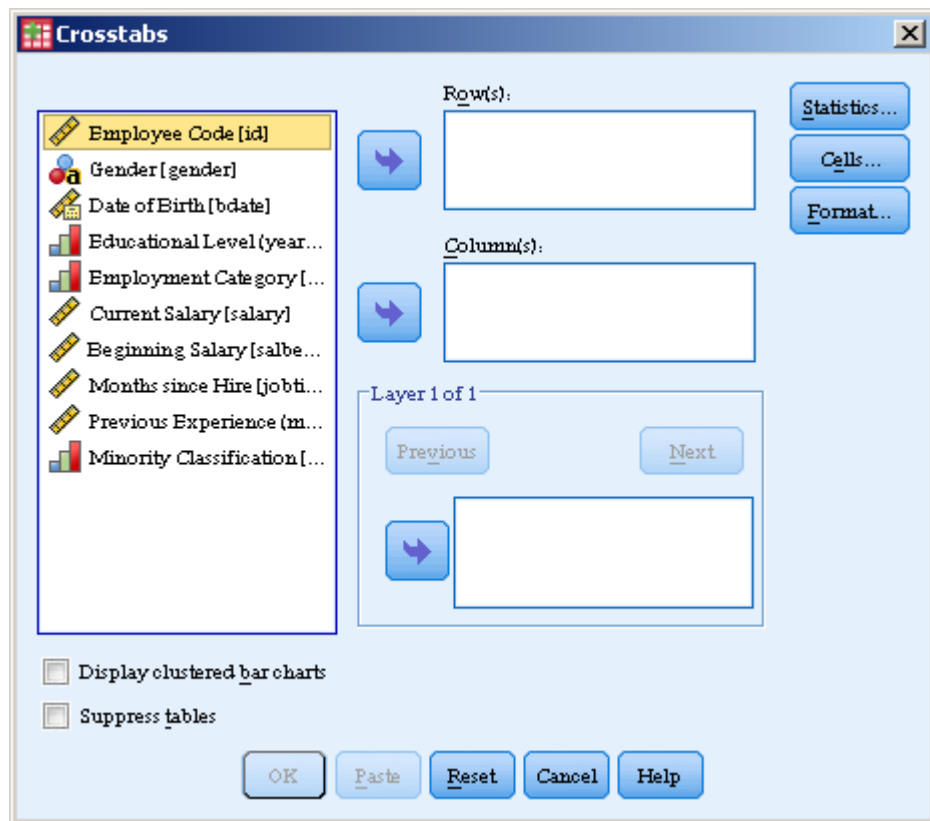 Crosstabs
Employee Code [id]
Gender [gender]
Date of Birth [bdate]
Educational Level (year...
Employment Category [...
Current Salary [salary]
Beginning Salary [salbe...
Months since Hire [jobti...
Previous Experience (m...
Minority Classification [...
Row(s):
Column(s):
Layer 1 of 1
Previous
Next
Statistics...
Cells...
Format...
Display clustered bar charts
Suppress tables
OK
Paste
Reset
Cancel
Help